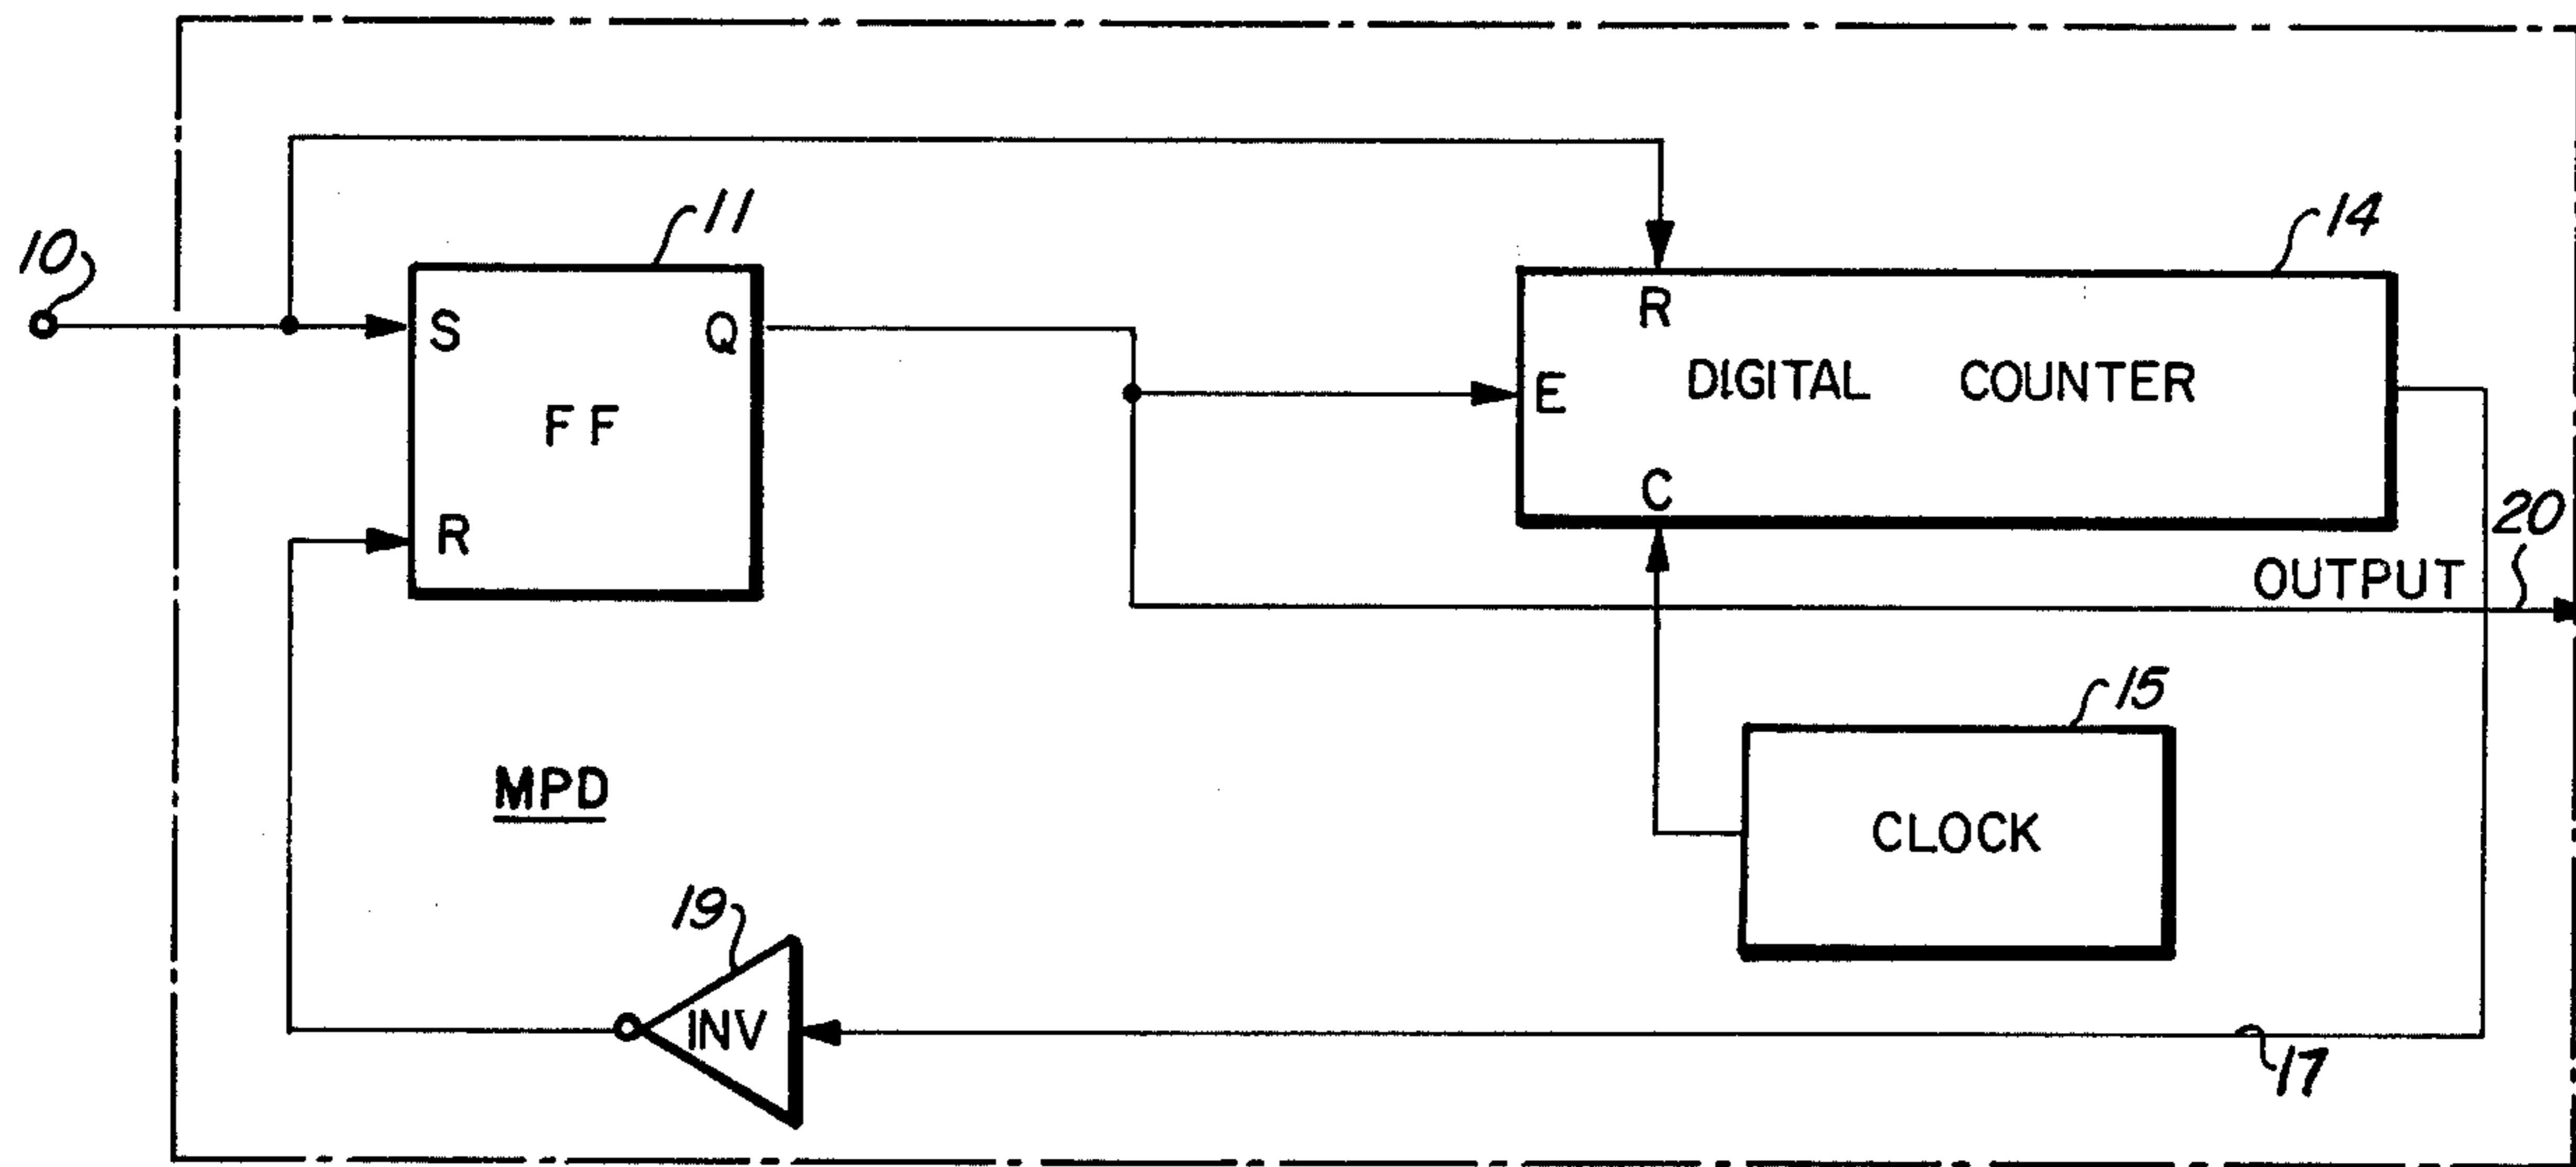 10
11
14
S
Q
FF
R
R
E
DIGITAL COUNTER
C
20
OUTPUT
15
CLOCK
MPD
19
INV
17